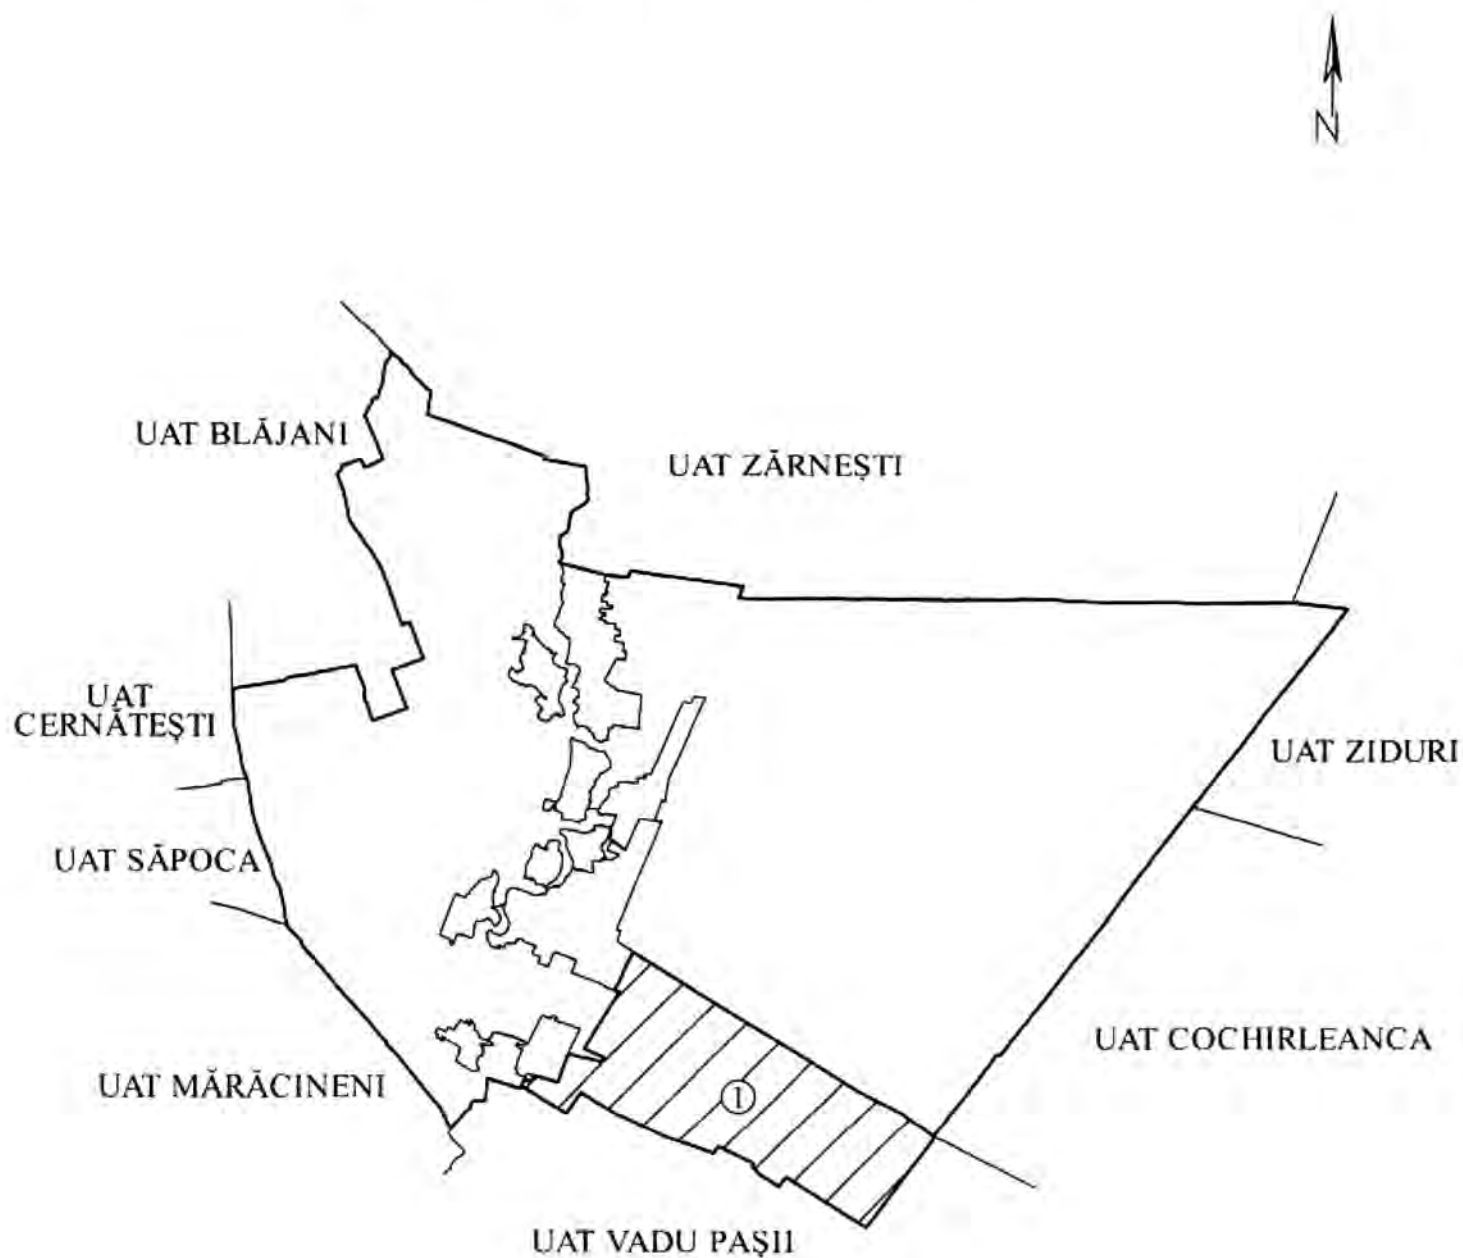 N
UAT BLĂJANI
UAT ZĂRNEȘTI
UAT
CERNĂTEȘTI
UAT ZIDURI
UAT SĂPOCA
UAT COCHIRLEANCA
UAT MĂRĂCINENI
1
UAT VADU PAȘII